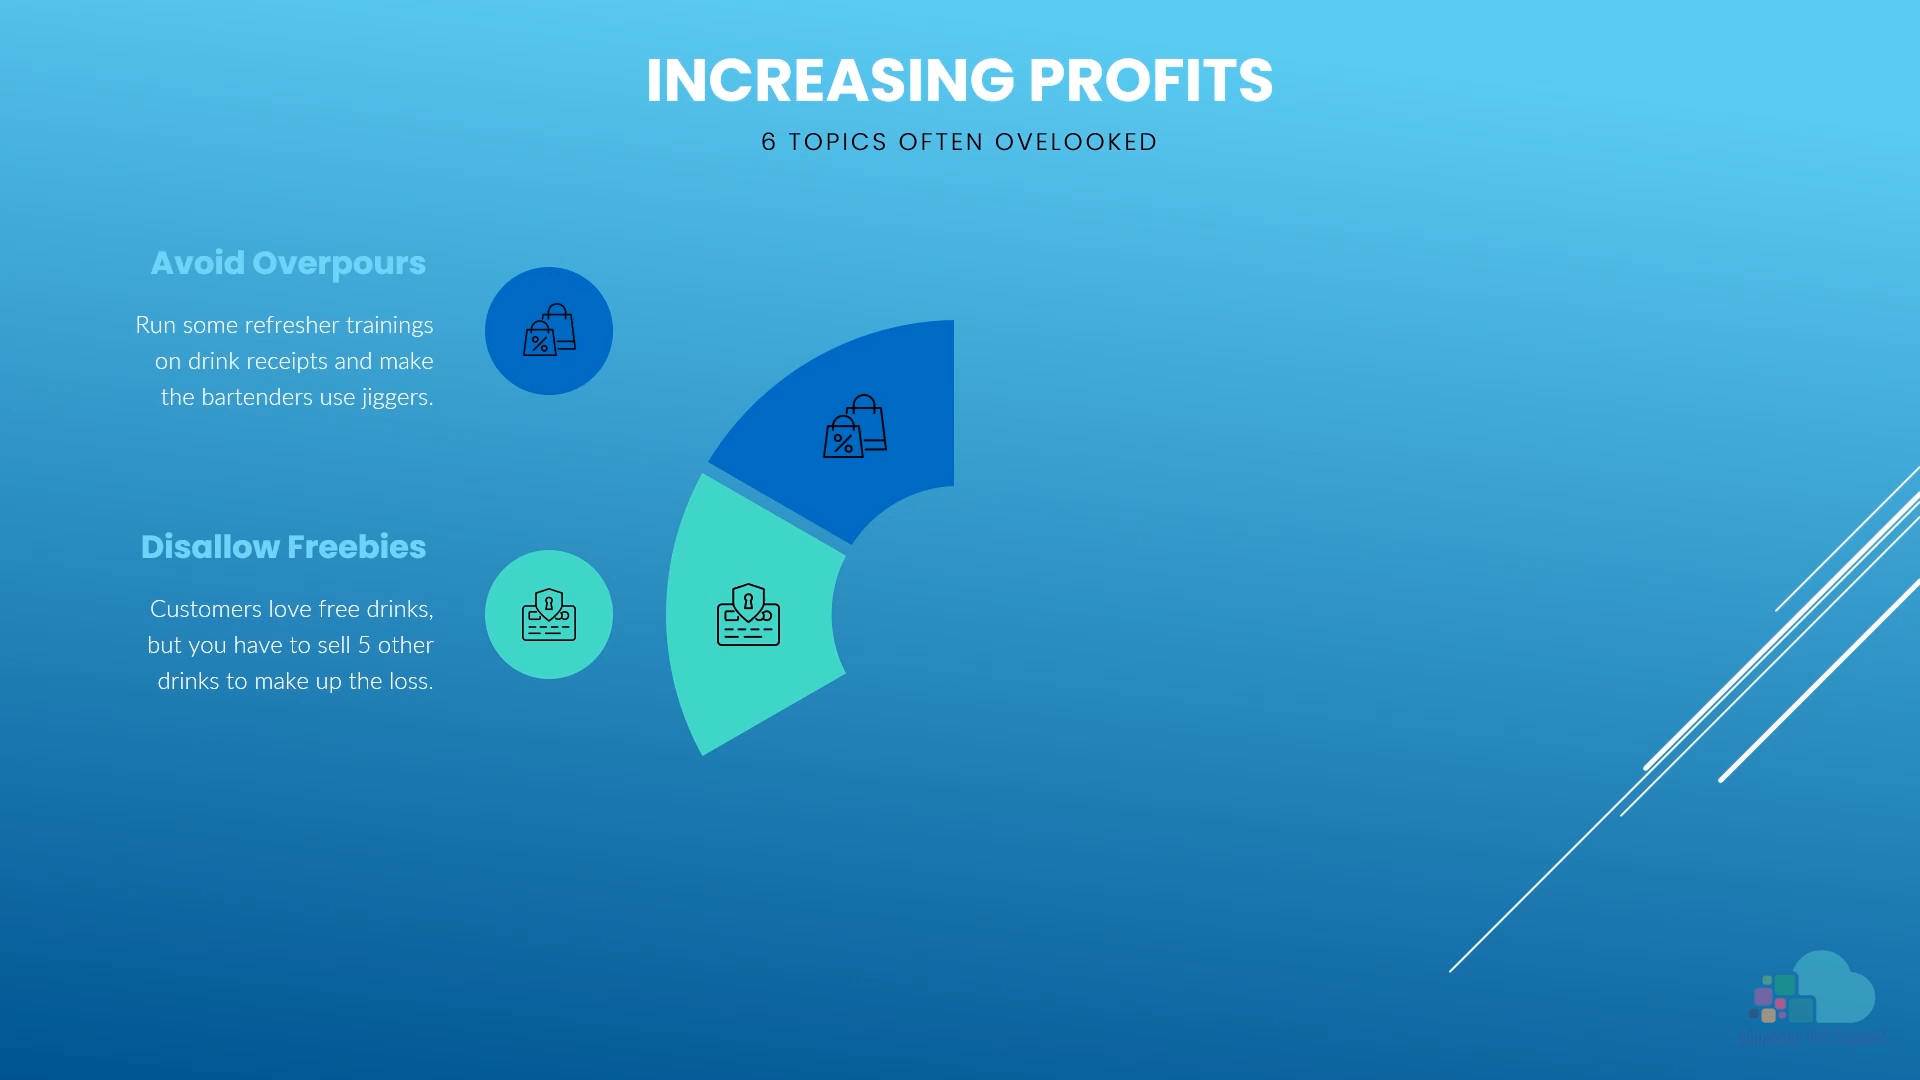 INCREASING PROFITS
6 TOPICS OFTEN OVELOOKED
Avoid Overpours
Run some refresher trainings
on drink receipts and make
the bartenders use jiggers.
Disallow Freebies
Customers love free drinks,
but you have to sell 5 other
drinks to make up the loss.